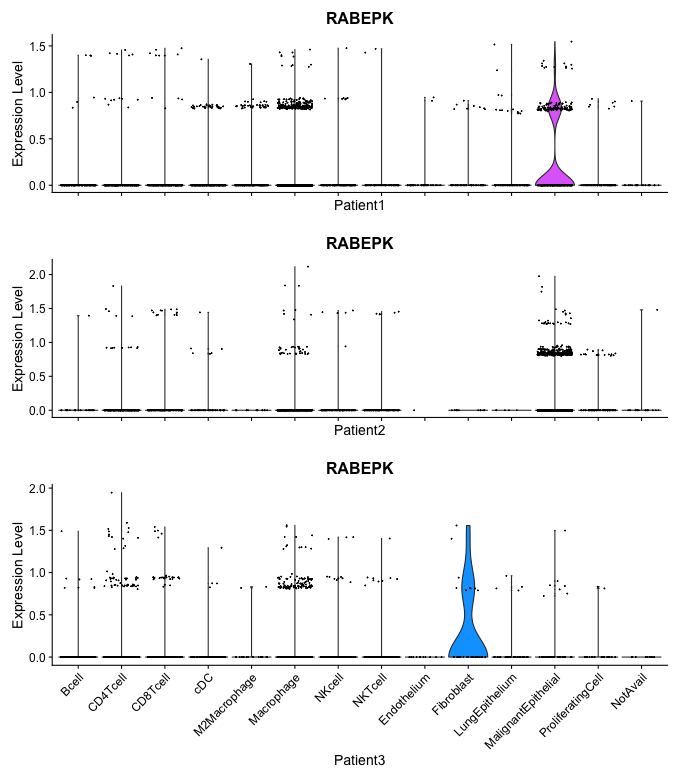 RABEPK
Expression Level
1.5
1.0
0.5
0.0
Patient1
RABEPK
Expression Level
2.0
1.5
1.0
0.5
0.0
Patient2
RABEPK
Expression Level
2.0
1.5
1.0
0.5
0.0
Bcell
CD4Tcell
CD8Tcell
cDC
M2Macrophage
Macrophage
NKcell
NKTcell
Endothelium
Fibroblast
LungEpithelium
MalignantEpithelial
ProliferatingCell
NotAvail
Patient3